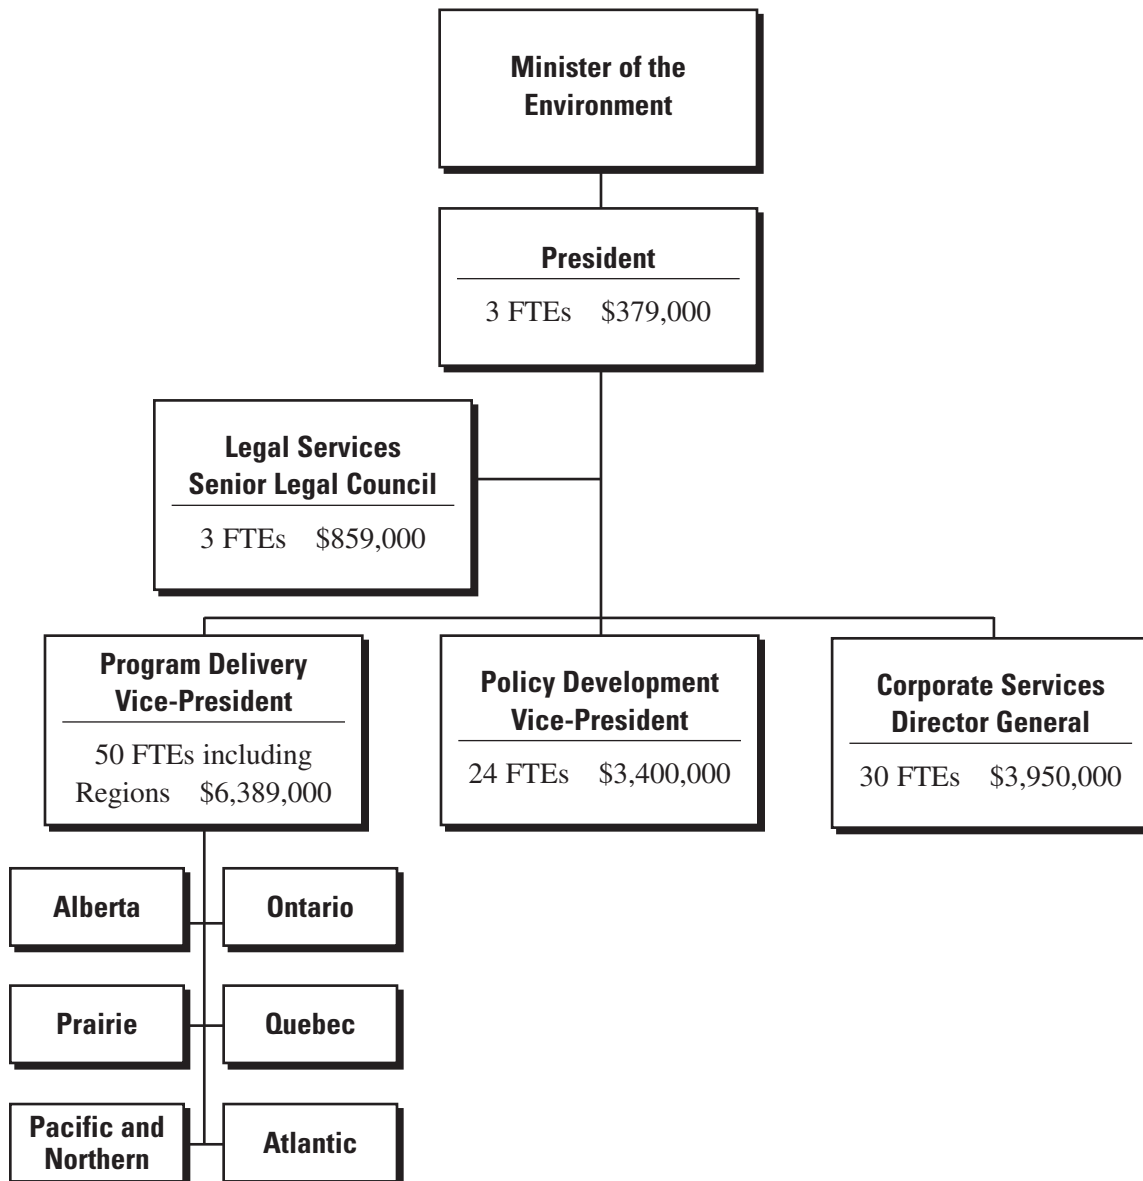 Minister of the
Environment
President
3 FTEs $379,000
Legal Services
Senior Legal Council
3 FTEs $859,000
Program Delivery
Vice-President
50 FTEs including
Regions $6,389,000
Policy Development
Vice-President
24 FTEs $3,400,000
Corporate Services
Director General
30 FTEs $3,950,000
Alberta
Ontario
Prairie
Quebec
Pacific and
Northern
Atlantic